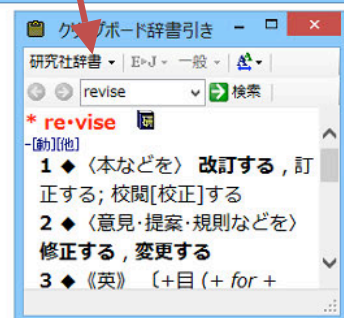 クリップボード辞書引き
研究社辞書 E▸J 一般 A
revise 検索
* re･vise 研
-[動][他]
1 ◆ 〈本などを〉 改訂する , 訂
正する; 校閲[校正]する
2 ◆ 〈意見･提案･規則などを〉
修正する , 変更する
3 ◆ 《英》 〔+目 (+ for +